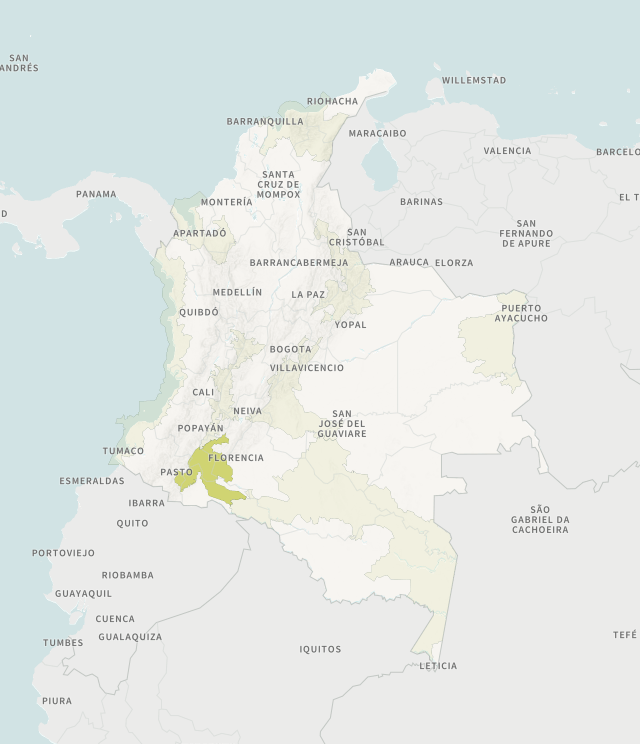 SAN
ANDRÉS
WILLEMSTAD
RIOHACHA
BARRANQUILLA
MARACAIBO
VALENCIA
BARCELO
SANTA
CRUZ DE
MOMPOX
PANAMA
MONTERÍA
BARINAS
EL T
D
APARTADÓ
SAN
CRISTÓBAL
SAN
FERNANDO
DE APURE
BARRANCABERMEJA
ARAUCA
ELORZA
MEDELLÍN
LA PAZ
QUIBDÓ
PUERTO
AYACUCHO
YOPAL
BOGOTA
VILLAVICENCIO
CALI
NEIVA
SAN
JOSÉ DEL
GUAVIARE
POPAYÁN
TUMACO
FLORENCIA
PASTO
ESMERALDAS
IBARRA
QUITO
SÃO
GABRIEL DA
CACHOEIRA
PORTOVIEJO
RIOBAMBA
GUAYAQUIL
CUENCA
GUALAQUIZA
TUMBES
IQUITOS
TEFÉ
LETICIA
PIURA